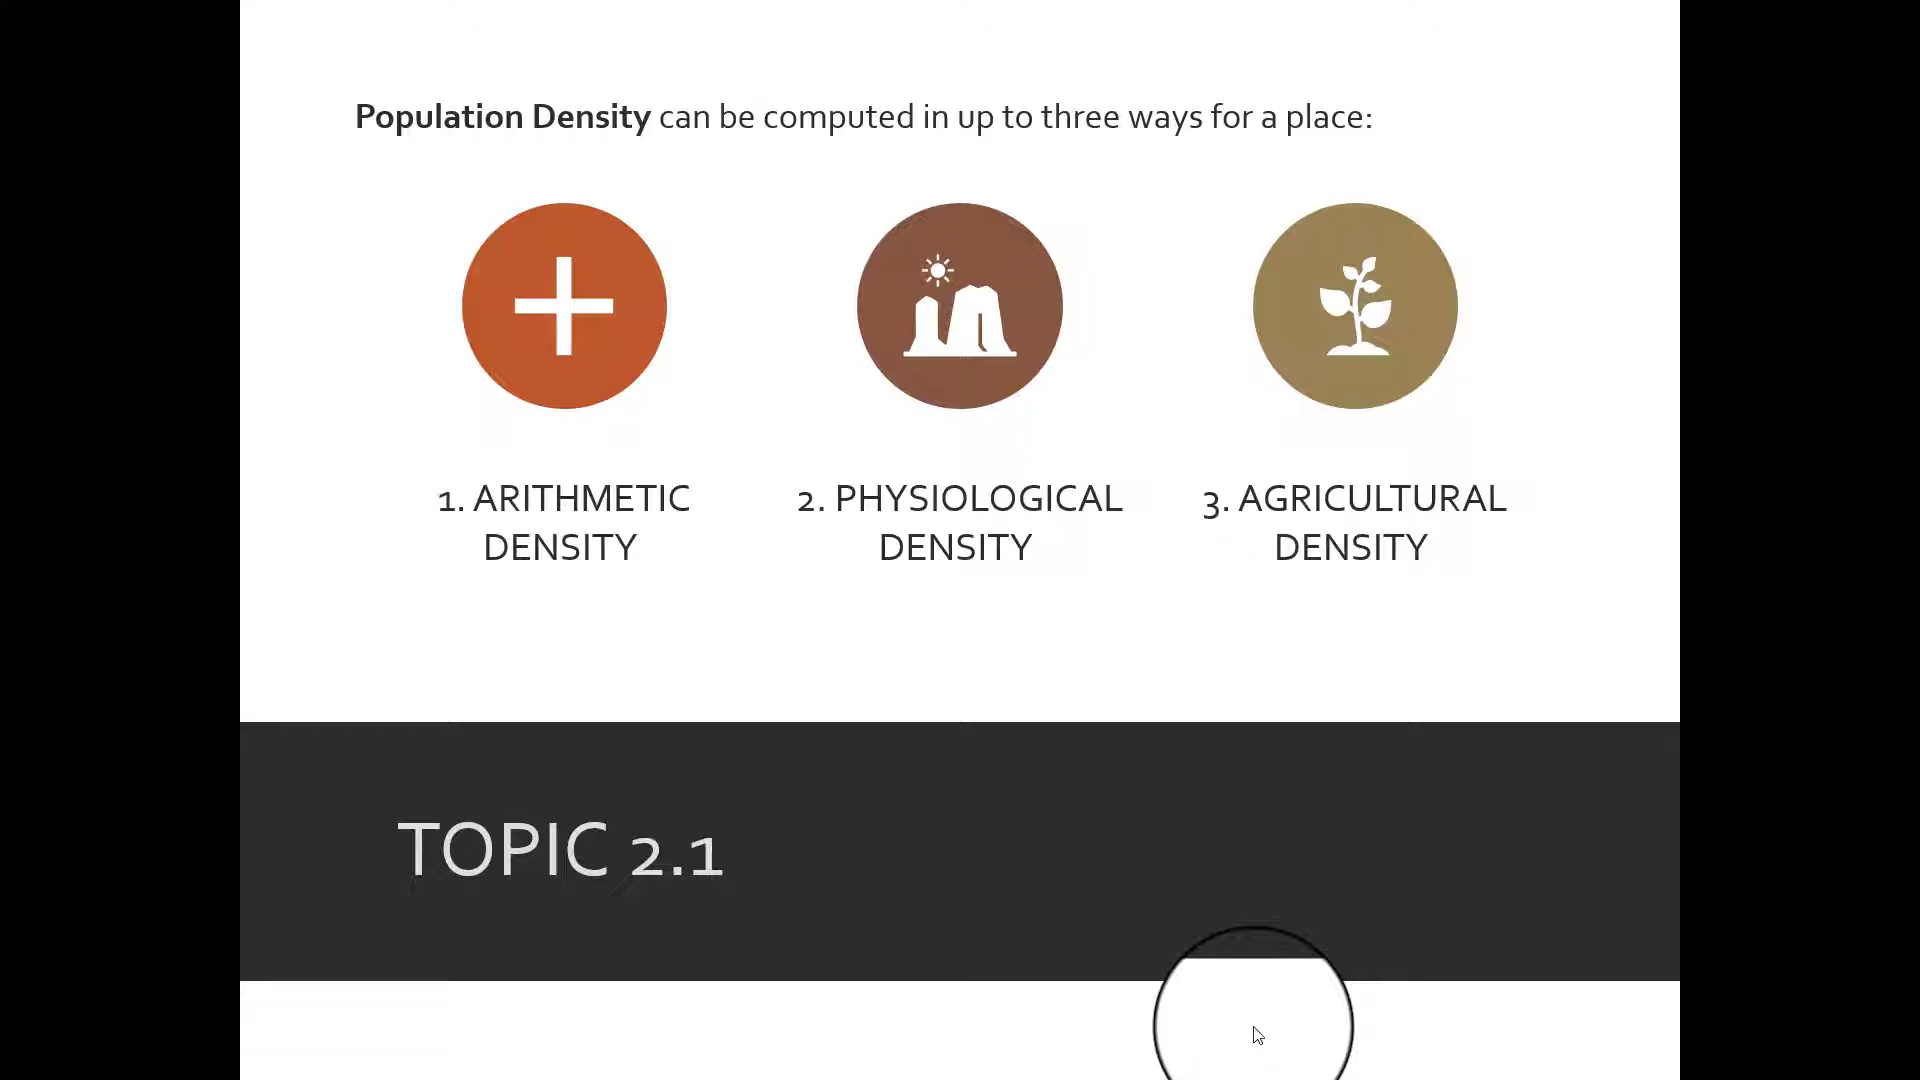 Population Density can be computed in up to three ways for a place:
1. ARITHMETIC
DENSITY
2. PHYSIOLOGICAL
DENSITY
3. AGRICULTURAL
DENSITY
TOPIC 2.1